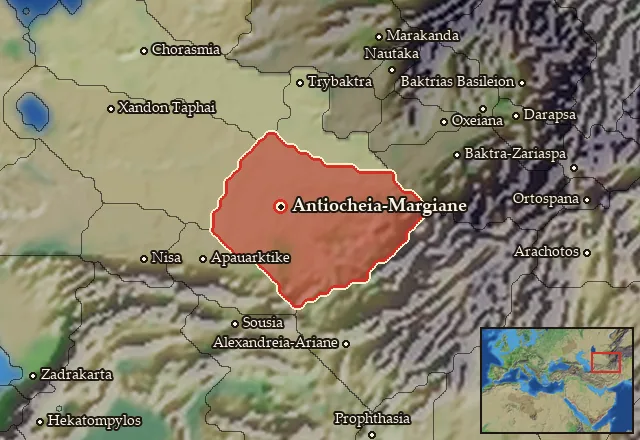 Marakanda
Chorasmia
Nautaka
Trybaktra
Baktrias Basileion
Xandon Taphai
Oxeiana
Darapsa
Baktra-Zariaspa
Ortospana
Antiocheia-Margiane
Arachotos
Nisa
Apauarktike
Sousia
Alexandreia-Ariane
Zadrakarta
Hekatompylos
Prophthasia